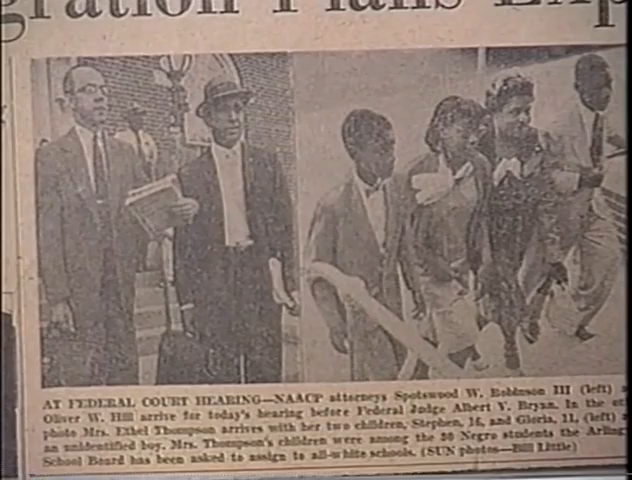 gration Plans Exp
AT FEDERAL COURT HEARING—NAACP attorneys Spotswood W. Robinson III (left) a
Oliver W. Hill arrive for today's hearing before Federal Judge Albert V. Bryan. In the ot
photo Mrs. Ethel Thompson arrives with her two children, Stephen, 16, and Gloria, 11, (left) a
an unidentified boy. Mrs. Thompson's children were among the 30 Negro students the Arling
School Board has been asked to assign to all-white schools. (SUN photos—Bill Little)